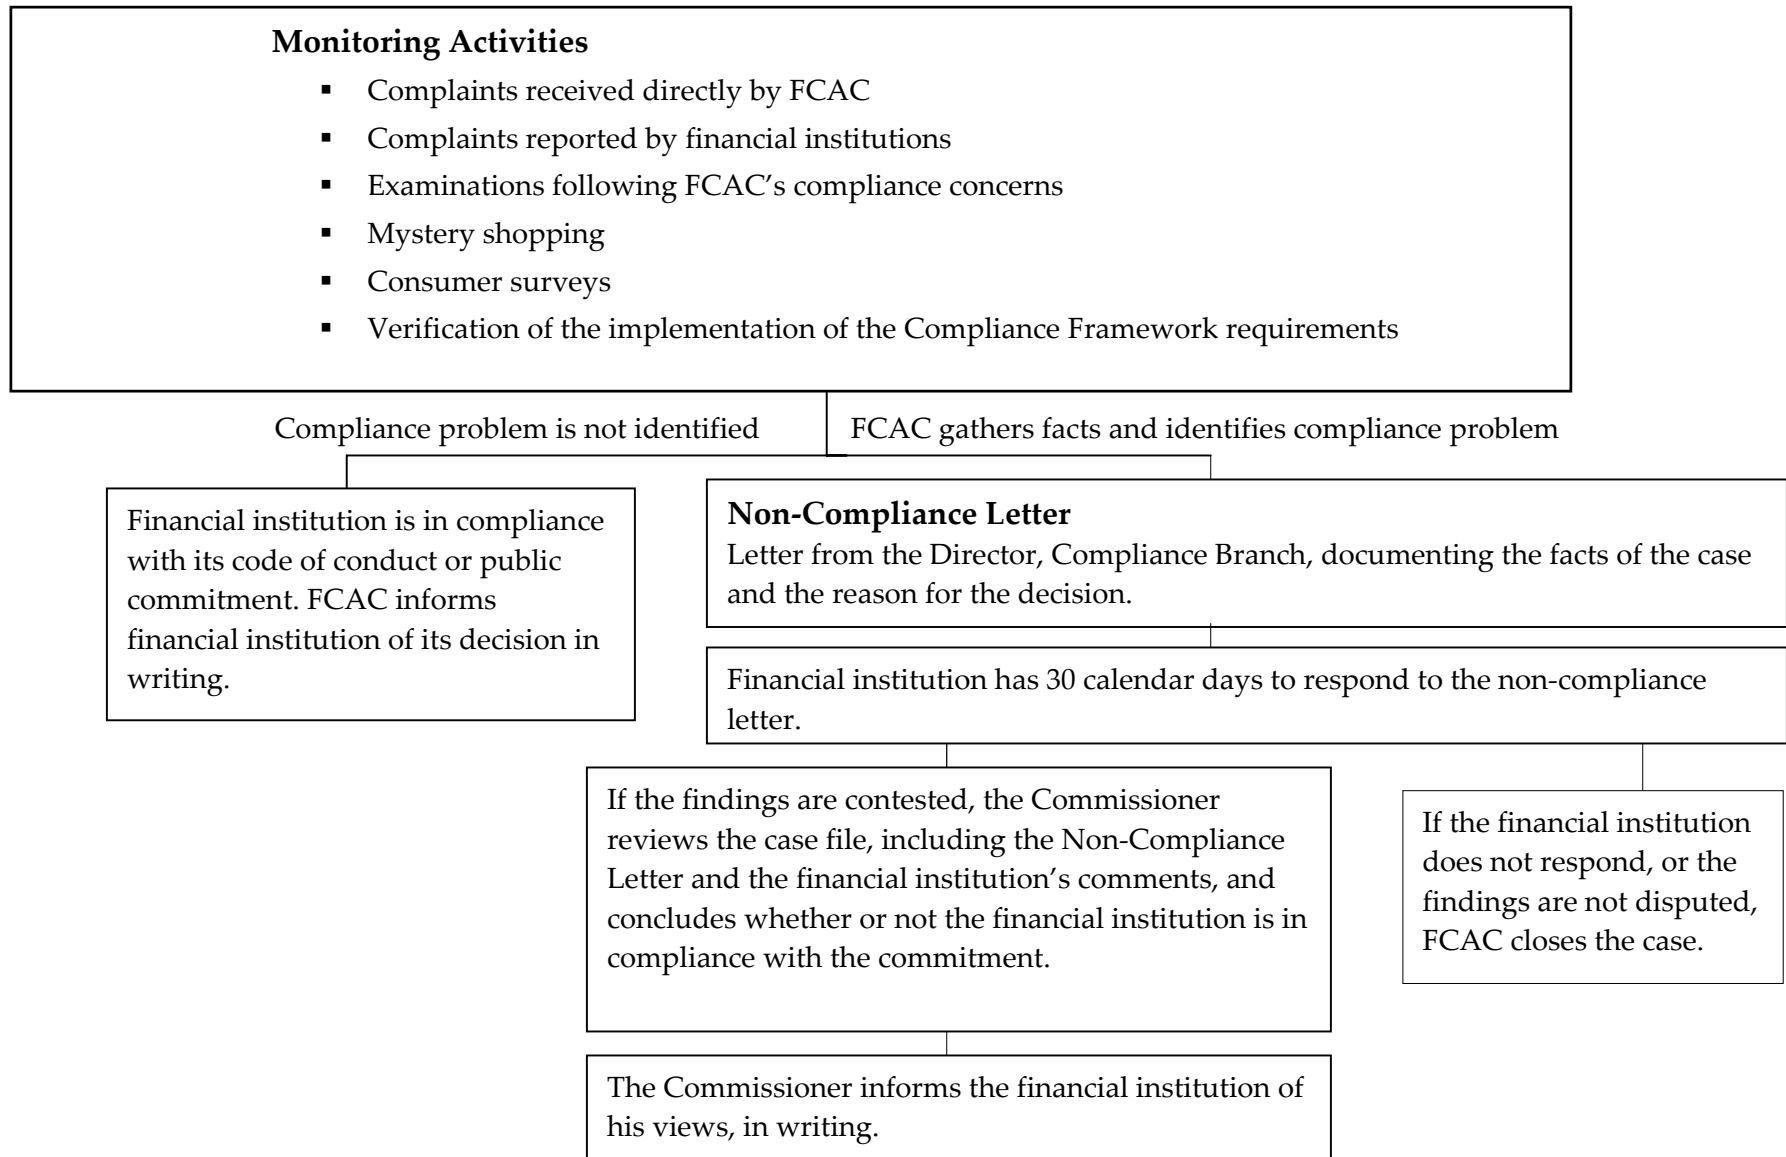 Monitoring Activities
▪ Complaints received directly by FCAC
▪ Complaints reported by financial institutions
▪ Examinations following FCAC’s compliance concerns
▪ Mystery shopping
▪ Consumer surveys
▪ Verification of the implementation of the Compliance Framework requirements
Compliance problem is not identified
FCAC gathers facts and identifies compliance problem
Financial institution is in compliance
with its code of conduct or public
commitment. FCAC informs
financial institution of its decision in
writing.
Non-Compliance Letter
Letter from the Director, Compliance Branch, documenting the facts of the case
and the reason for the decision.
Financial institution has 30 calendar days to respond to the non-compliance
letter.
If the findings are contested, the Commissioner
reviews the case file, including the Non-Compliance
Letter and the financial institution’s comments, and
concludes whether or not the financial institution is in
compliance with the commitment.
If the financial institution
does not respond, or the
findings are not disputed,
FCAC closes the case.
The Commissioner informs the financial institution of
his views, in writing.